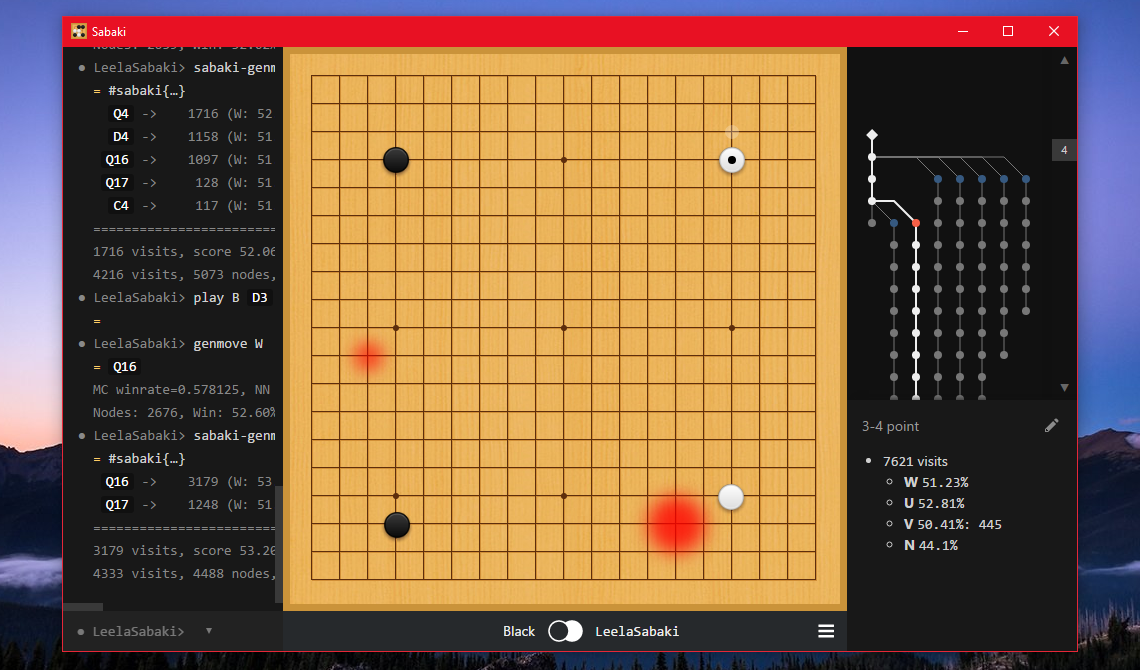 Sabaki
LeelaSabaki> sabaki-genm
= #sabaki{…}
Q4 -> 1716 (W: 52
D4 -> 1158 (W: 51
Q16 -> 1097 (W: 51
Q17 -> 128 (W: 51
C4 -> 117 (W: 51
========================
1716 visits, score 52.06
4216 visits, 5073 nodes,
LeelaSabaki> play B D3
=
LeelaSabaki> genmove W
= Q16
MC winrate=0.578125, NN
Nodes: 2676, Win: 52.60%
LeelaSabaki> sabaki-genm
= #sabaki{…}
Q16 -> 3179 (W: 53
Q17 -> 1248 (W: 51
========================
3179 visits, score 53.20
4333 visits, 4488 nodes,
LeelaSabaki>
Black LeelaSabaki
4
3-4 point
7621 visits
W 51.23%
U 52.81%
V 50.41%: 445
N 44.1%